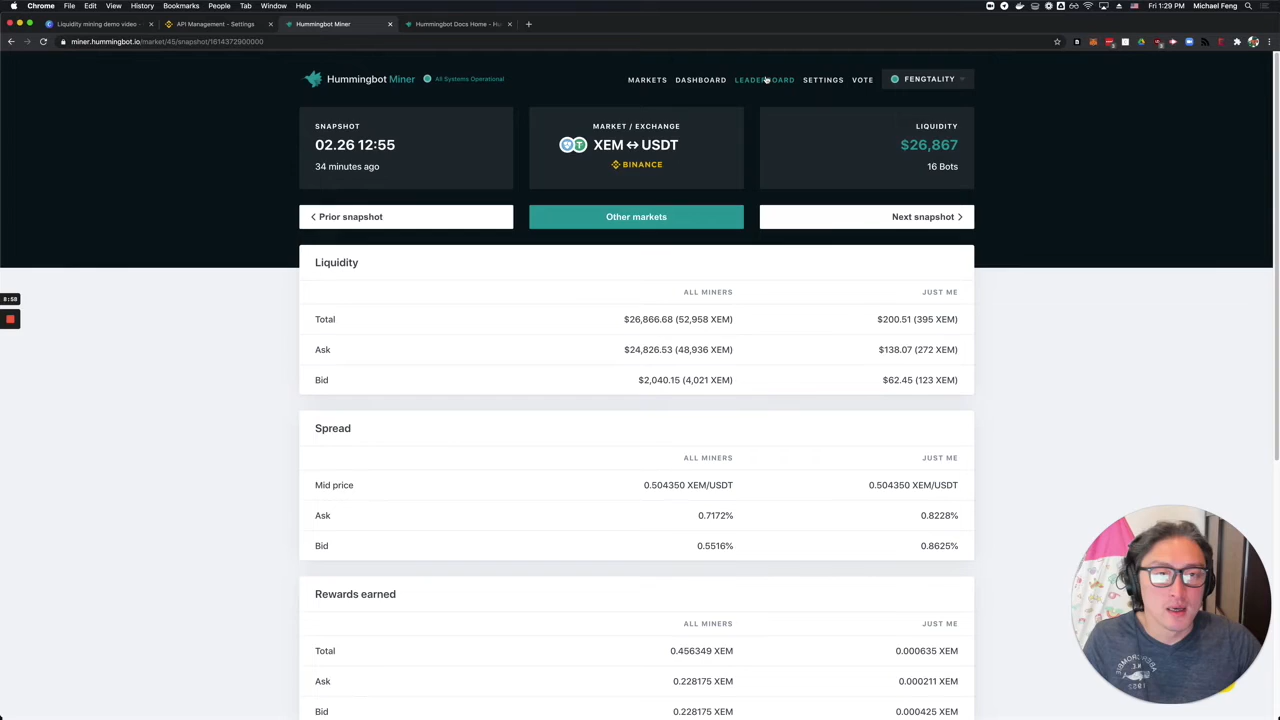 Chrome File Edit View History Bookmarks People Tab Window Help
Fri 1:29 PM Michael Feng
Liquidity mining demo video -
API Management - Settings
Hummingbot Miner
Hummingbot Docs Home - Hu
miner.hummingbot.io/market/45/snapshot/1614372900000
Hummingbot Miner
All Systems Operational
MARKETS DASHBOARD LEADERBOARD SETTINGS VOTE FENGTALITY
SNAPSHOT
02.26 12:55
34 minutes ago
MARKET / EXCHANGE
XEM ↔ USDT
BINANCE
LIQUIDITY
$26,867
16 Bots
Prior snapshot
Other markets
Next snapshot
Liquidity
ALL MINERS JUST ME
Total $26,866.68 (52,958 XEM) $200.51 (395 XEM)
Ask $24,826.53 (48,936 XEM) $138.07 (272 XEM)
Bid $2,040.15 (4,021 XEM) $62.45 (123 XEM)
8:58
Spread
ALL MINERS JUST ME
Mid price 0.504350 XEM/USDT 0.504350 XEM/USDT
Ask 0.7172% 0.8228%
Bid 0.5516% 0.8625%
Rewards earned
ALL MINERS JUST ME
Total 0.456349 XEM 0.000635 XEM
Ask 0.228175 XEM 0.000211 XEM
Bid 0.228175 XEM 0.000425 XEM